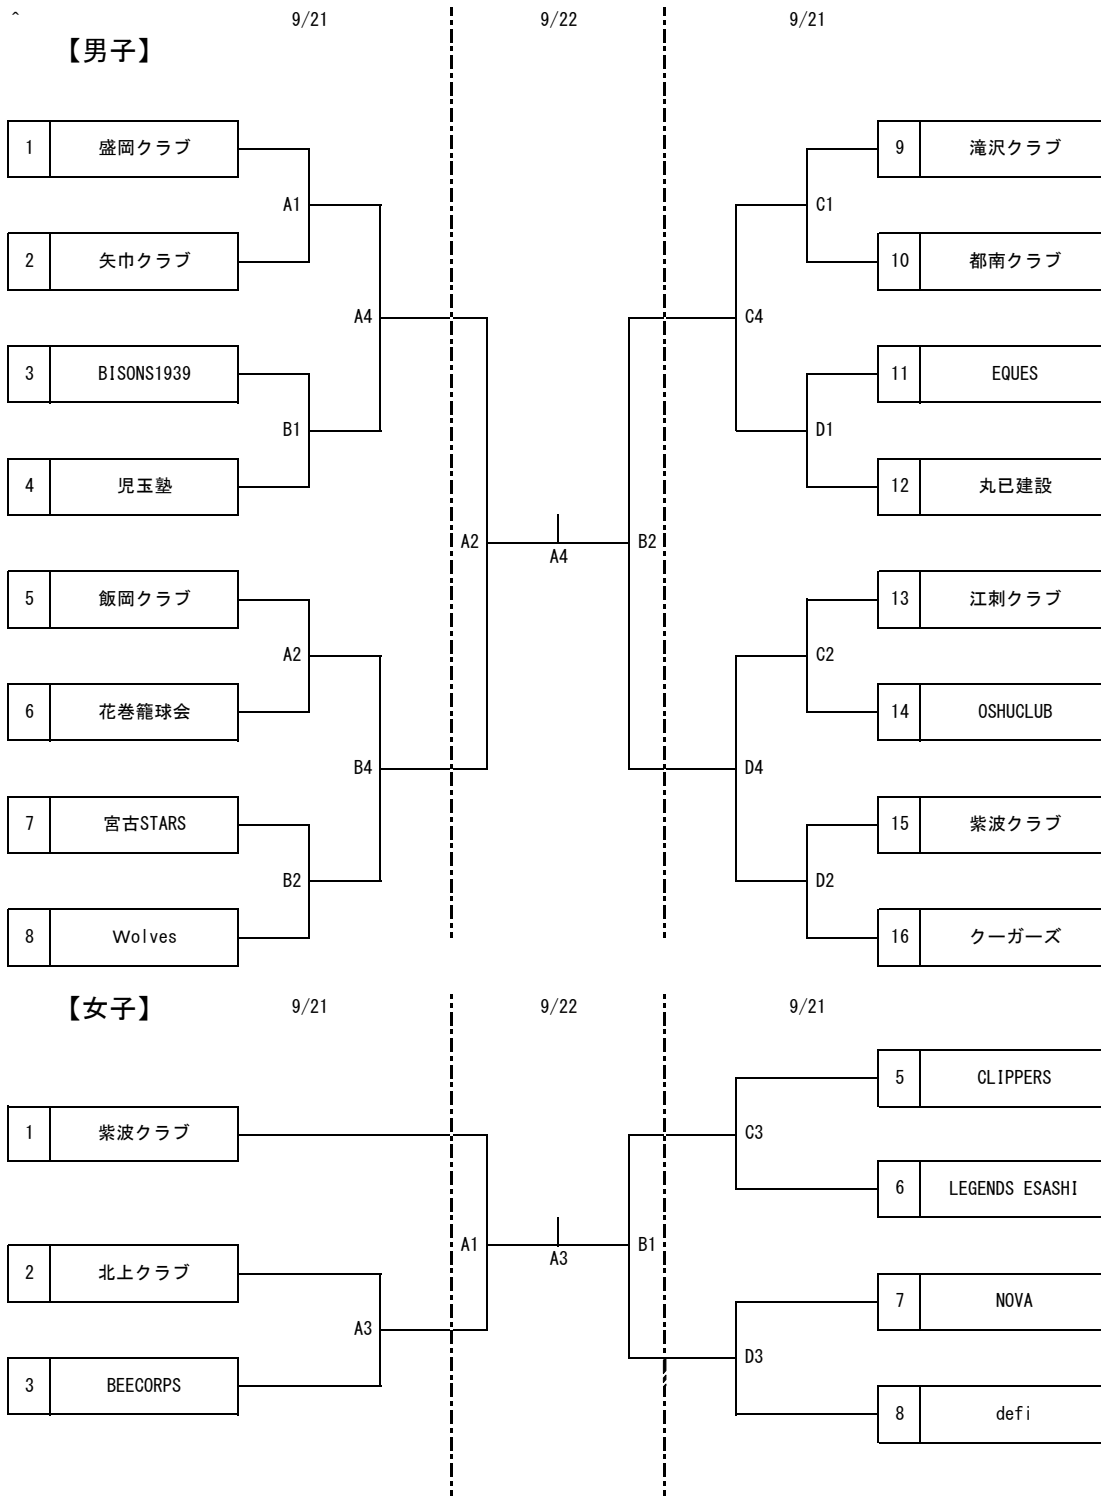 ^
9/21 9/22 9/21
【男子】
1 盛岡クラブ
9 滝沢クラブ
A1 C1
2 矢巾クラブ
10 都南クラブ
A4 C4
3 BISONS1939
11 EQUES
B1 D1
4 児玉塾
12 丸已建設
A2 A4 B2
5 飯岡クラブ
13 江刺クラブ
A2 C2
6 花巻籠球会
14 OSHUCLUB
B4 D4
7 宮古STARS
15 紫波クラブ
B2 D2
8 Wolves
16 クーガーズ
【女子】 9/21 9/22 9/21
5 CLIPPERS
1 紫波クラブ
C3
6 LEGENDS ESASHI
A1 A3 B1
2 北上クラブ
7 NOVA
A3 D3
3 BEECORPS
8 defi